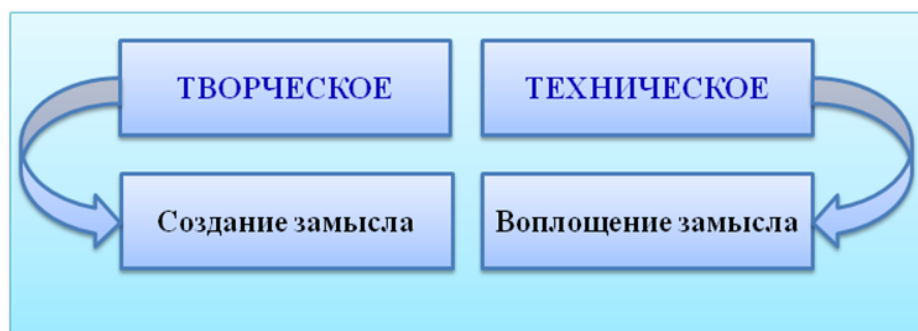 ТВОРЧЕСКОЕ
ТЕХНИЧЕСКОЕ
Создание замысла
Воплощение замысла